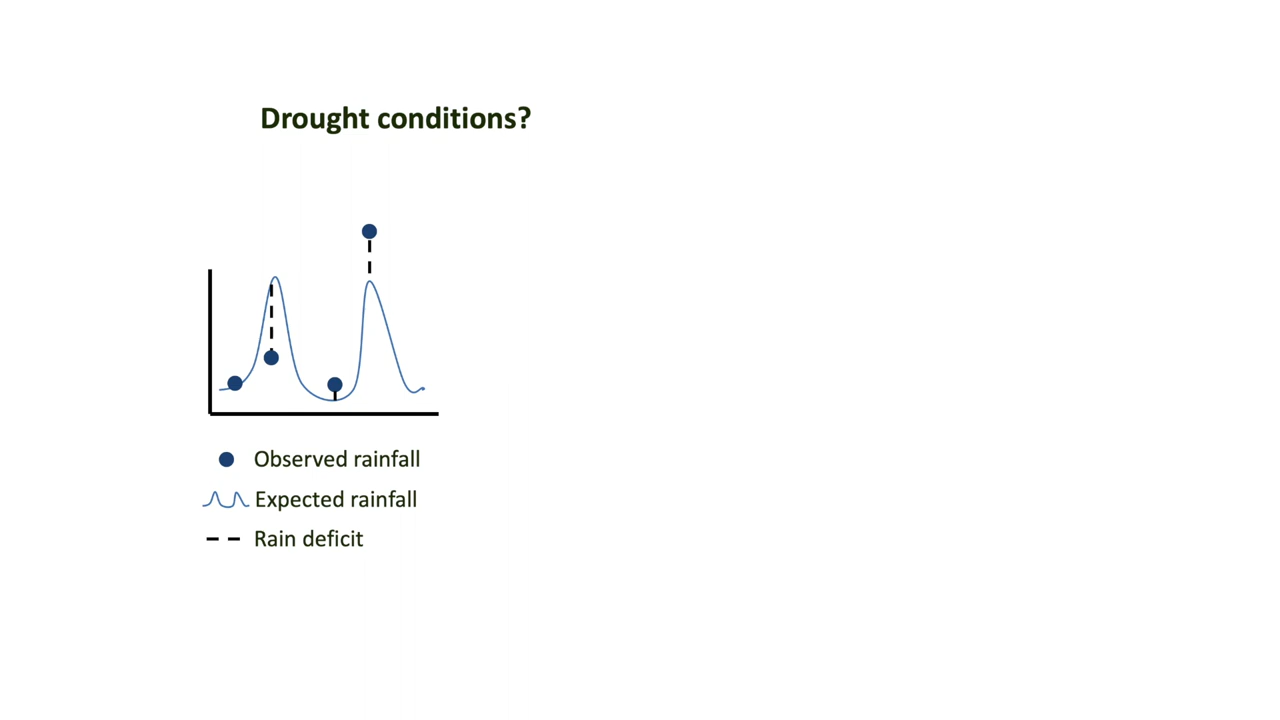 Drought conditions?
Observed rainfall
Expected rainfall
Rain deficit